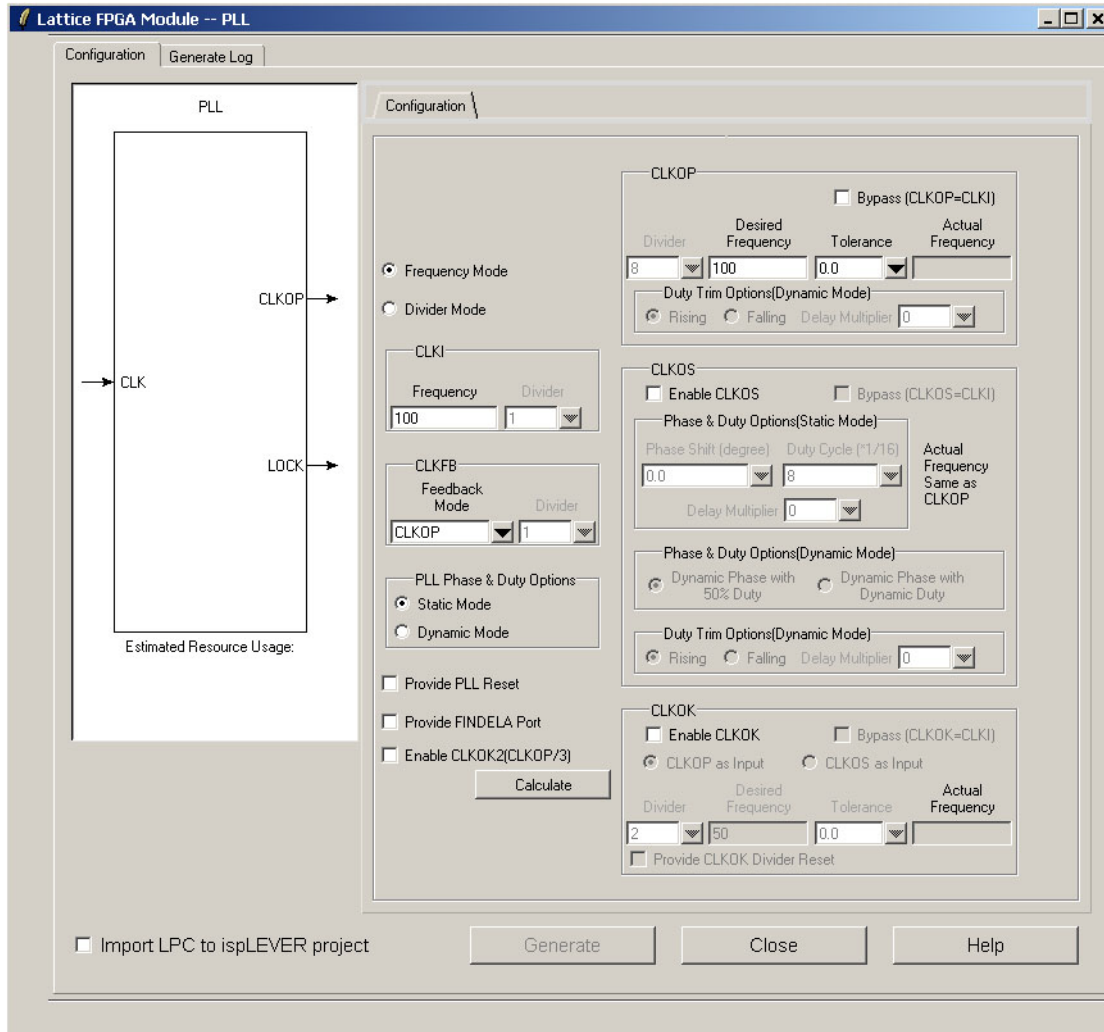 Lattice FPGA Module -- PLL
Configuration
Generate Log
PLL
CLKOP
CLK
LOCK
Estimated Resource Usage:
Configuration
Frequency Mode
Divider Mode
CLKI
Frequency
Divider
100
1
CLKFB
Feedback
Mode
Divider
CLKOP
1
PLL Phase & Duty Options
Static Mode
Dynamic Mode
Provide PLL Reset
Provide FINDELA Port
Enable CLKOK2(CLKOP/3)
Calculate
CLKOP
Bypass (CLKOP=CLKI)
Divider
Desired
Frequency
Tolerance
Actual
Frequency
8
100
0.0
Duty Trim Options(Dynamic Mode)
Rising
Falling
Delay Multiplier
0
CLKOS
Enable CLKOS
Bypass (CLKOS=CLKI)
Phase & Duty Options(Static Mode)
Phase Shift (degree)
Duty Cycle (*1/16)
0.0
8
Delay Multiplier
0
Actual
Frequency
Same as
CLKOP
Phase & Duty Options(Dynamic Mode)
Dynamic Phase with
50% Duty
Dynamic Phase with
Dynamic Duty
Duty Trim Options(Dynamic Mode)
Rising
Falling
Delay Multiplier
0
CLKOK
Enable CLKOK
Bypass (CLKOK=CLKI)
CLKOP as Input
CLKOS as Input
Divider
Desired
Frequency
Tolerance
Actual
Frequency
2
50
0.0
Provide CLKOK Divider Reset
Import LPC to ispLEVER project
Generate
Close
Help